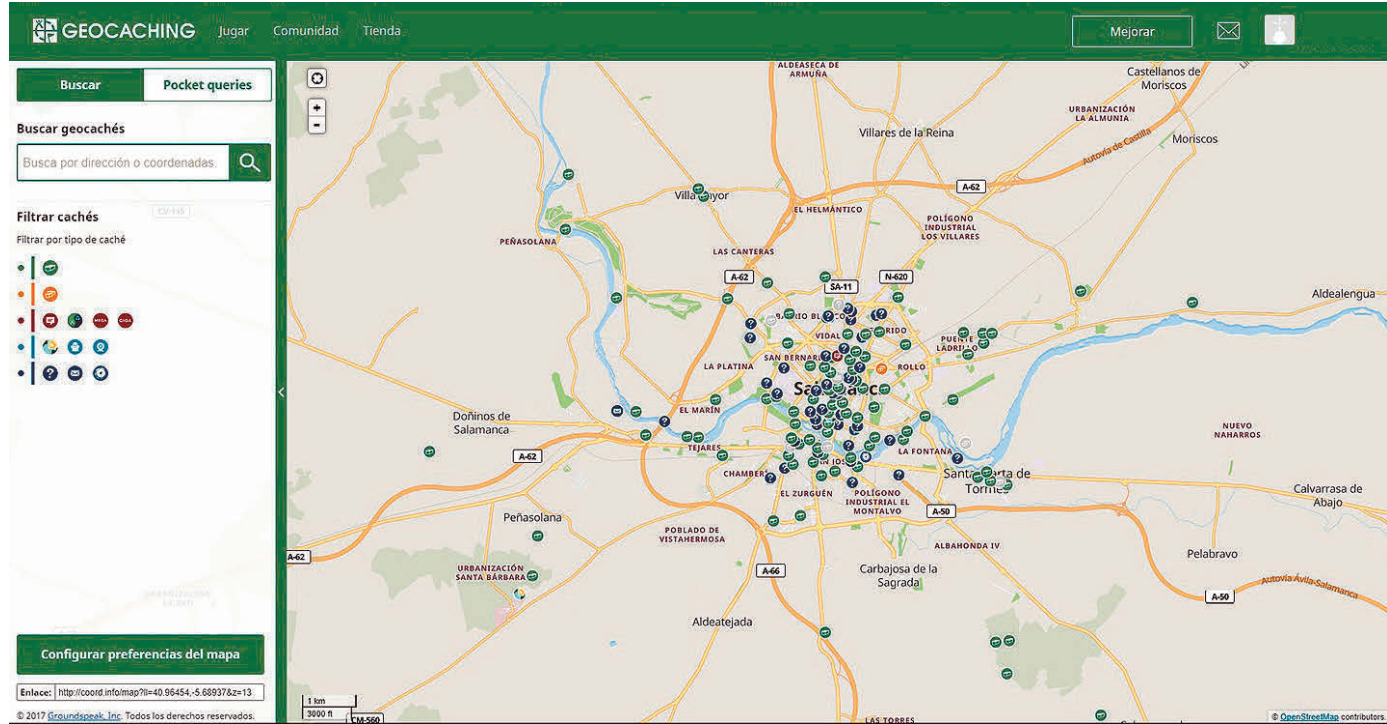 GEOCACHING
Jugar
Comunidad
Tienda
Mejorar
Buscar
Pocket queries
Buscar geocachés
Busca por dirección o coordenadas
Filtrar cachés
Filtrar por tipo de caché
MEGA
GIGA
Configurar preferencias del mapa
Enlace: http://coord.info/map?ll=40.96454,-5.68937&z=13
© 2017 Groundspeak, Inc. Todos los derechos reservados.
ALDEASECA DE
ARMUÑA
Castellanos de
Moriscos
URBANIZACIÓN
LA ALMUNIA
Villares de la Reina
Autovía de Castilla
Moriscos
A-62
EL HELMÁNTICO
POLÍGONO
INDUSTRIAL
LOS VILLARES
PEÑASOLANA
LAS CANTERAS
A-62
SA-11
N-620
Aldealengua
VIDAL
PUENTE
LADRILLO
LA PLATINA
ROLLO
EL MARÍN
Doñinos de
Salamanca
NUEVO
NAHARROS
A-62
TEJARES
LA FONTANA
EL ZURGUÉN
POLÍGONO
INDUSTRIAL EL
MONTALVO
Calvarrasa de
Abajo
A-50
Peñasolana
POBLADO DE
VISTAHERMOSA
ALBAHONDA IV
Pelabravo
A-62
URBANIZACIÓN
SANTA BÁRBARA
A-66
Carbajosa de la
Sagrada
Autovía Ávila-Salamanca
A-50
Aldeatejada
1 km
3000 ft
CM-560
LAS TORRES
© OpenStreetMap contributors